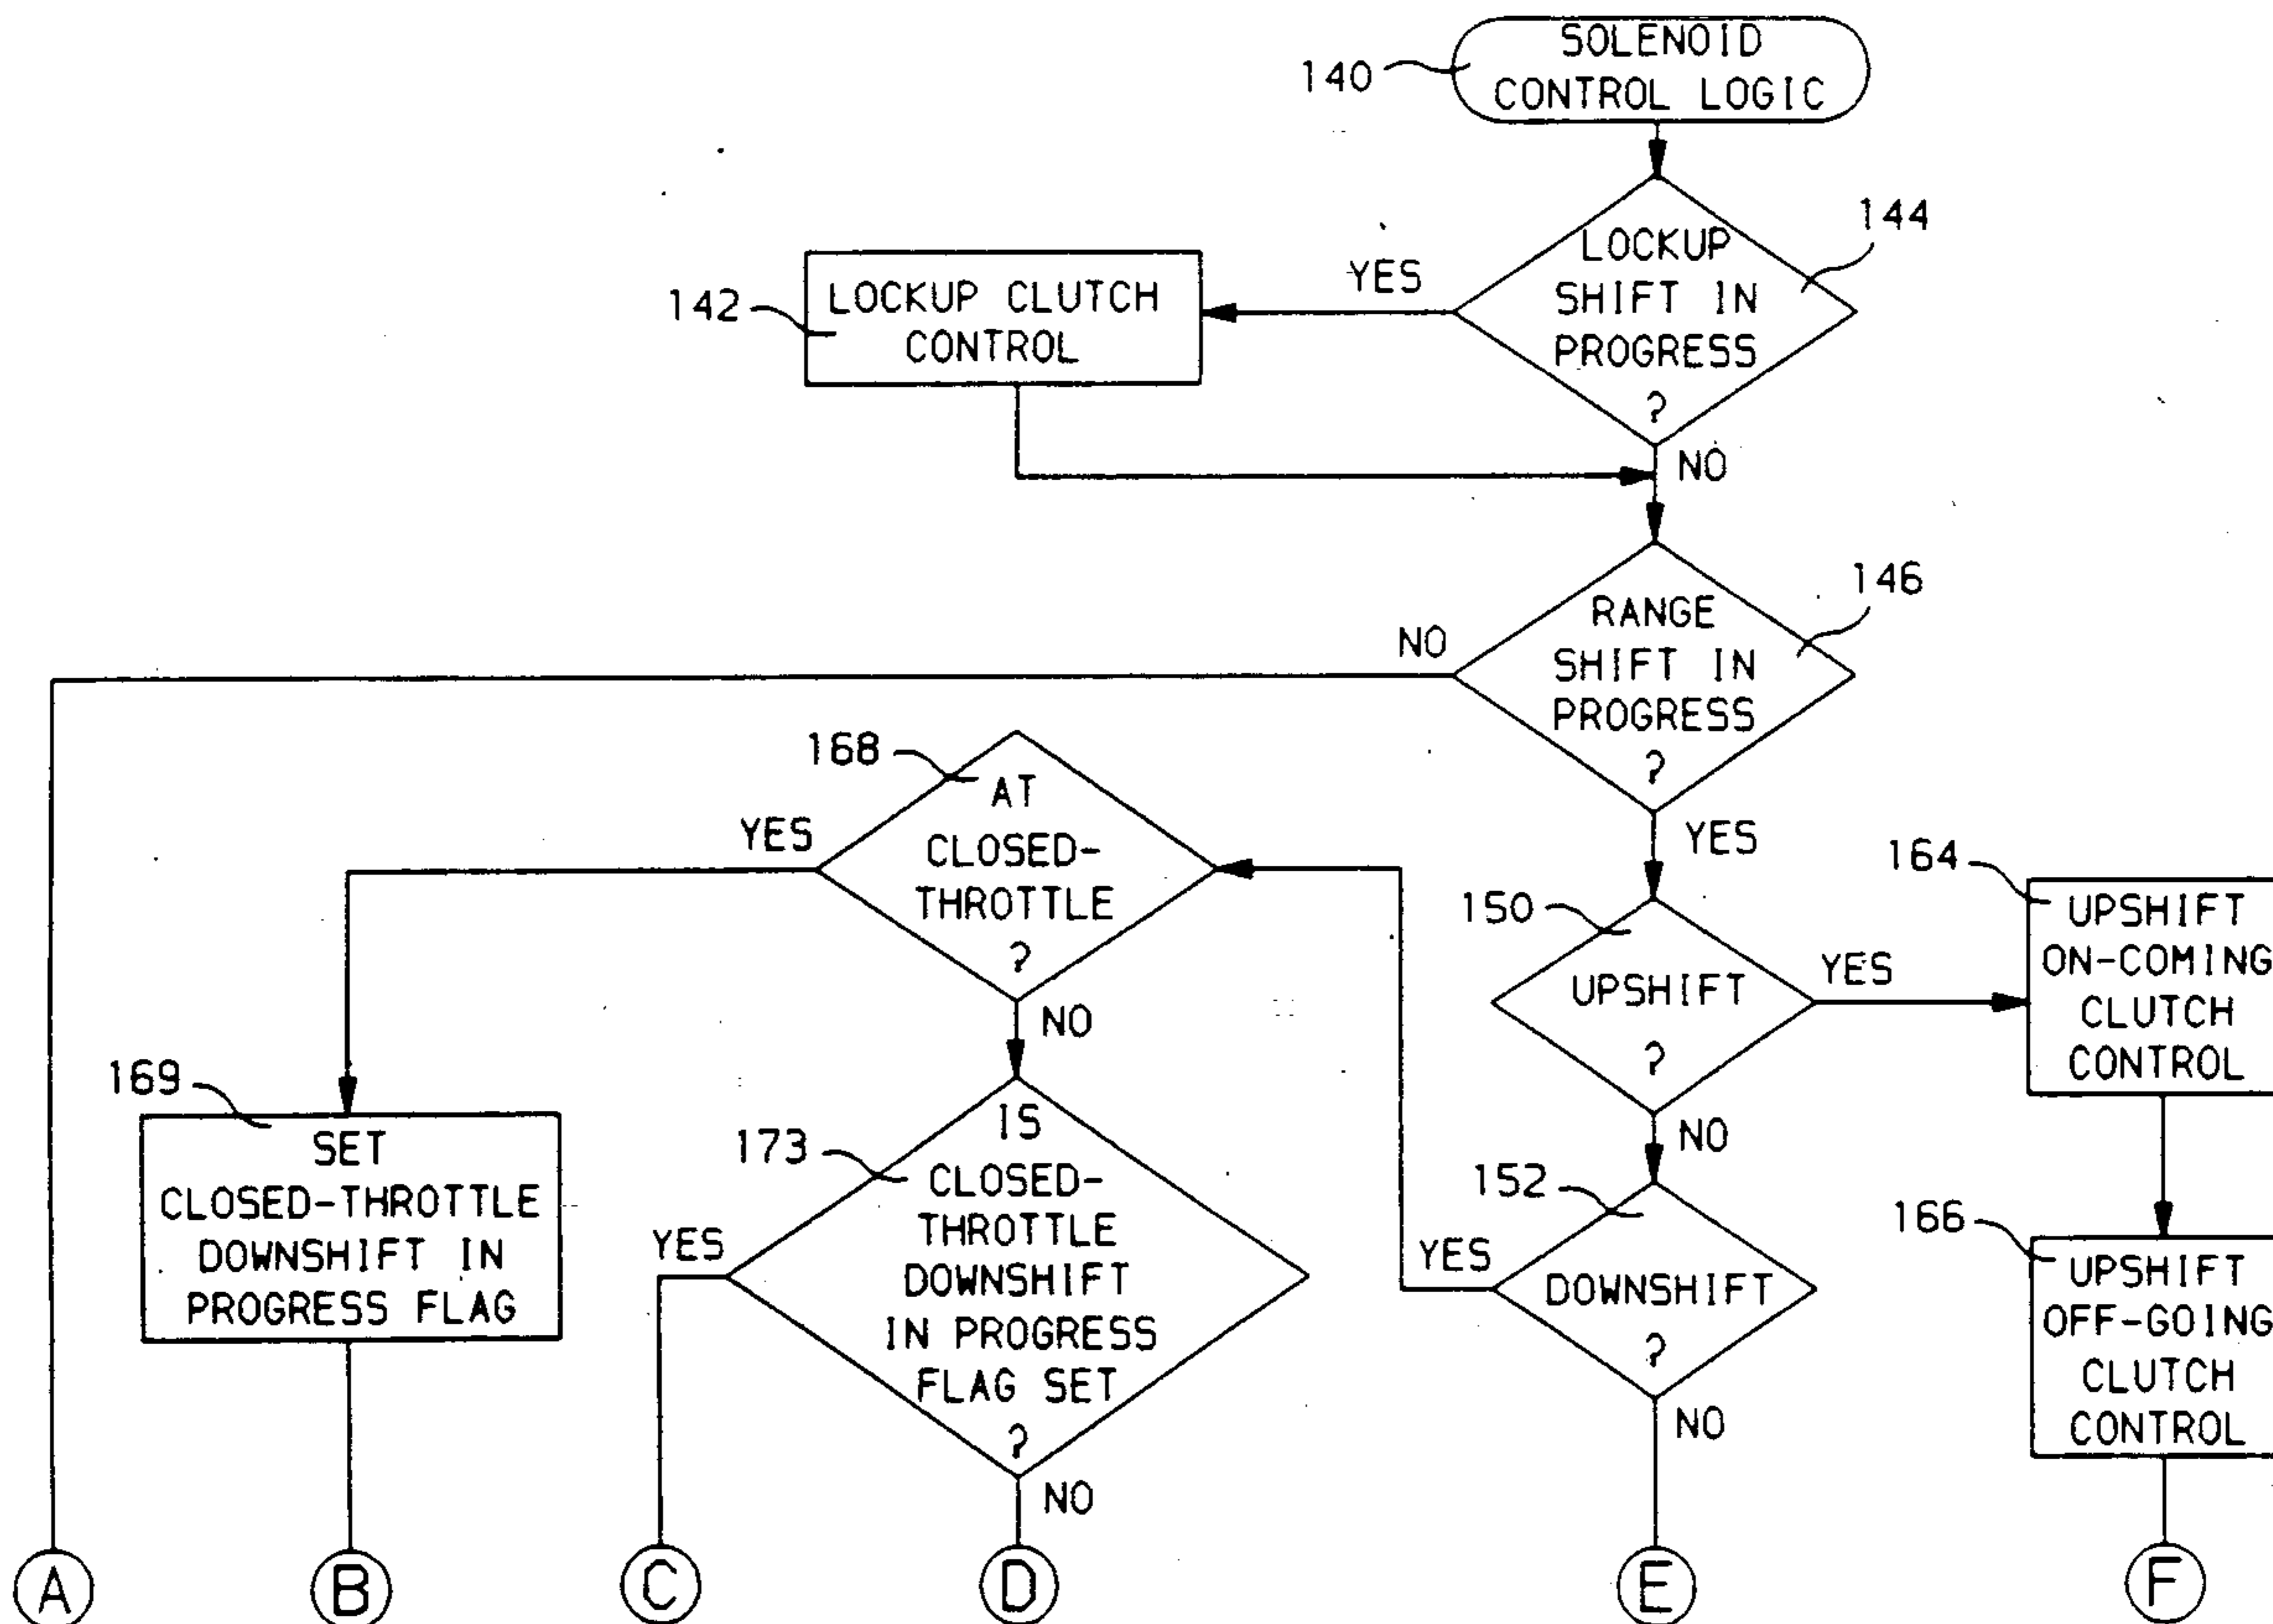 SOLENOID
CONTROL LOGIC
140
LOCKUP
SHIFT IN
PROGRESS
?
144
YES
NO
LOCKUP CLUTCH
CONTROL
142
RANGE
SHIFT IN
PROGRESS
?
146
NO
YES
168
AT
CLOSED-
THROTTLE
?
YES
NO
150
UPSHIFT
?
YES
NO
164
UPSHIFT
ON-COMING
CLUTCH
CONTROL
169
SET
CLOSED-THROTTLE
DOWNSHIFT IN
PROGRESS FLAG
173
IS
CLOSED-
THROTTLE
DOWNSHIFT
IN PROGRESS
FLAG SET
?
YES
NO
152
DOWNSHIFT
?
YES
NO
166
UPSHIFT
OFF-GOING
CLUTCH
CONTROL
A
B
C
D
E
F